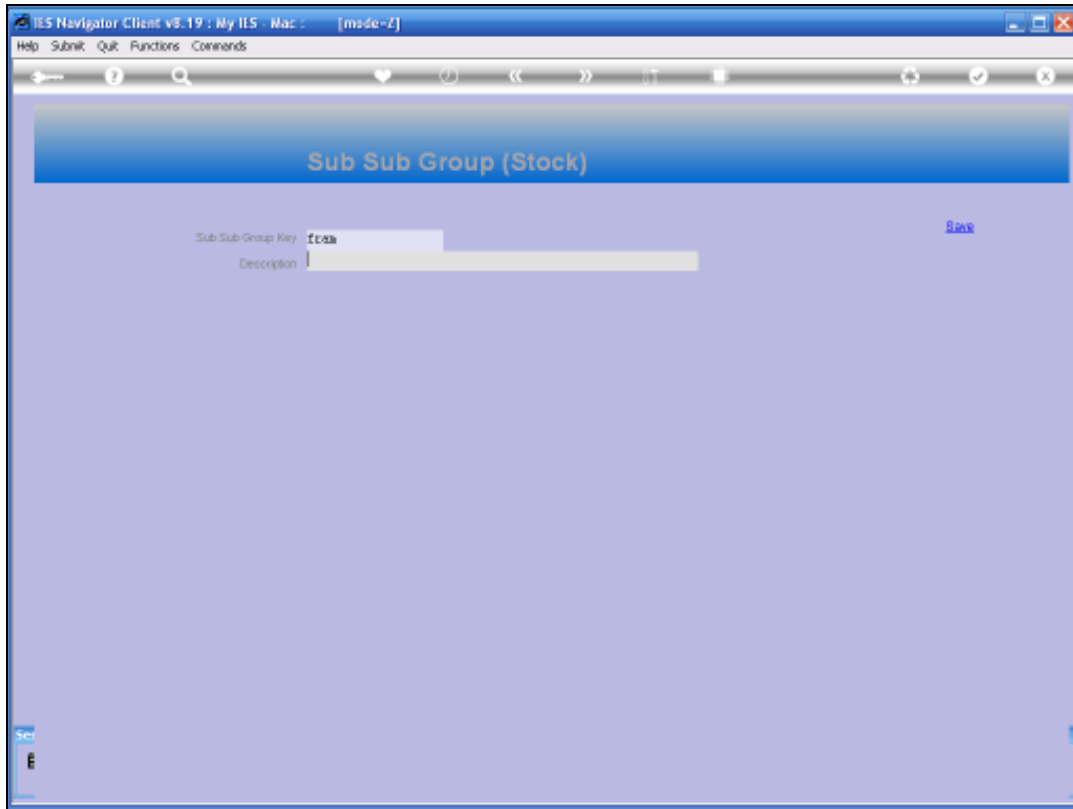 IES Navigator Client v8.19 : My IES - Mac : [mode=Z]
Help Submit Quit Functions Commands
Sub Sub Group (Stock)
Save
Sub Sub Group Key fram
Description
Ser